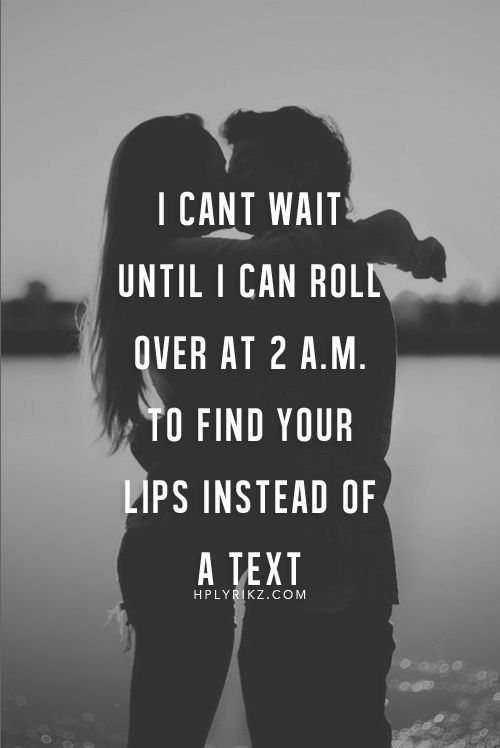 I CANT WAIT
UNTIL I CAN ROLL
OVER AT 2 A.M.
TO FIND YOUR
LIPS INSTEAD OF
A TEXT
HPLYRIKZ.COM